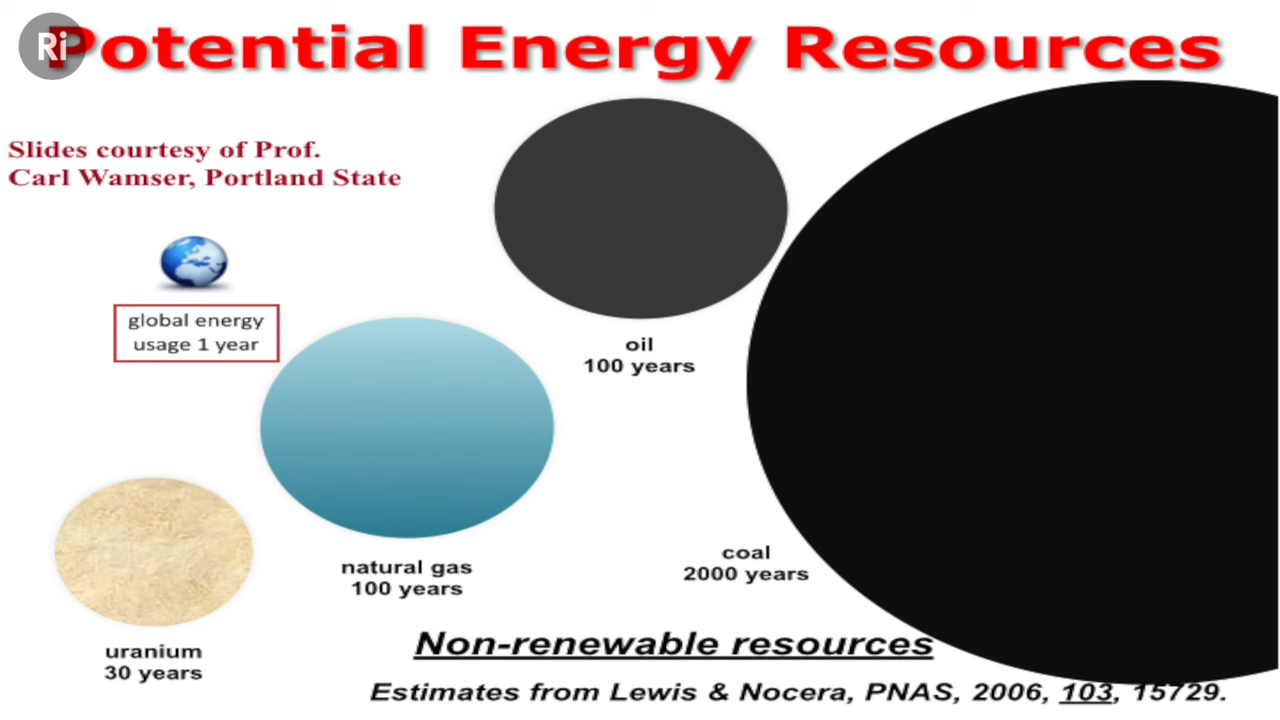 Ri
Potential Energy Resources
Slides courtesy of Prof.
Carl Wamser, Portland State
global energy
usage 1 year
oil
100 years
natural gas
100 years
coal
2000 years
uranium
30 years
Non-renewable resources
Estimates from Lewis & Nocera, PNAS, 2006, 103, 15729.